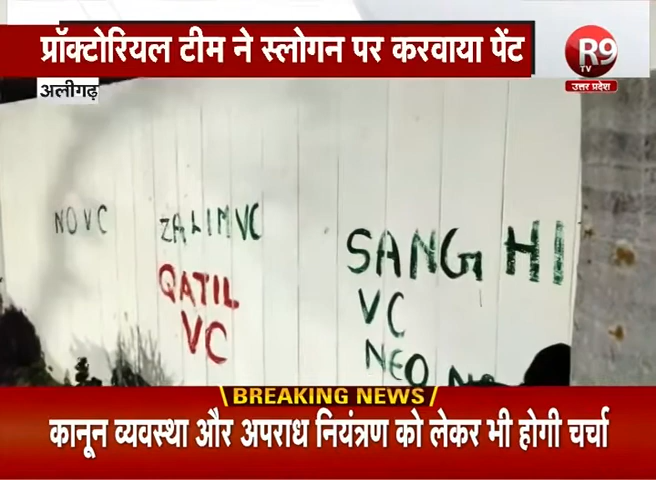 प्रॉक्टोरियल टीम ने स्लोगन पर करवाया पेंट
R9
TV
उत्तर प्रदेश
अलीगढ़
NO VC
ZALIM VC
SANGHI
QATIL
VC
VC
NEO
BREAKING NEWS
कानून व्यवस्था और अपराध नियंत्रण को लेकर भी होगी चर्चा